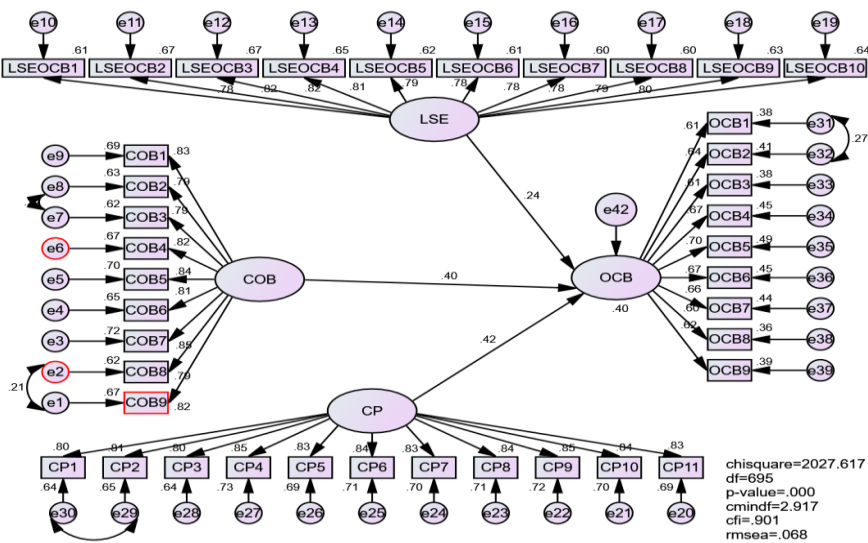 e10 e11 e12 e13 e14 e15 e16 e17 e18 e19
.61 .67 .67 .65 .62 .61 .60 .60 .63 .64
LSEOCB1 LSEOCB2 LSEOCB3 LSEOCB4 LSEOCB5 LSEOCB6 LSEOCB7 LSEOCB8 LSEOCB9 LSEOCB10
.78 .82 .82 .81 .79 .78 .78 .78 .79 .80
LSE
.24
e9 .69 COB1 .83
e8 .63 COB2 .79
e7 .62 COB3 .79
e6 .67 COB4 .82
e5 .70 COB5 .84
e4 .65 COB6 .81
e3 .72 COB7 .85
e2 .62 COB8 .79
e1 .67 COB9 .82
.21
COB
.40
e42
OCB
.40
.61 OCB1 .38 e31
.27
.64 OCB2 .41 e32
.61 OCB3 .38 e33
.67 OCB4 .45 e34
.70 OCB5 .49 e35
.67 OCB6 .45 e36
.66 OCB7 .44 e37
.60 OCB8 .36 e38
.62 OCB9 .39 e39
.42
CP
.80 .81 .80 .85 .83 .84 .83 .84 .85 .84 .83
CP1 CP2 CP3 CP4 CP5 CP6 CP7 CP8 CP9 CP10 CP11
.64 .65 .64 .73 .69 .71 .70 .71 .72 .70 .69
e30 e29 e28 e27 e26 e25 e24 e23 e22 e21 e20
chisquare=2027.617
df=695
p-value=.000
cmindf=2.917
cfi=.901
rmsea=.068